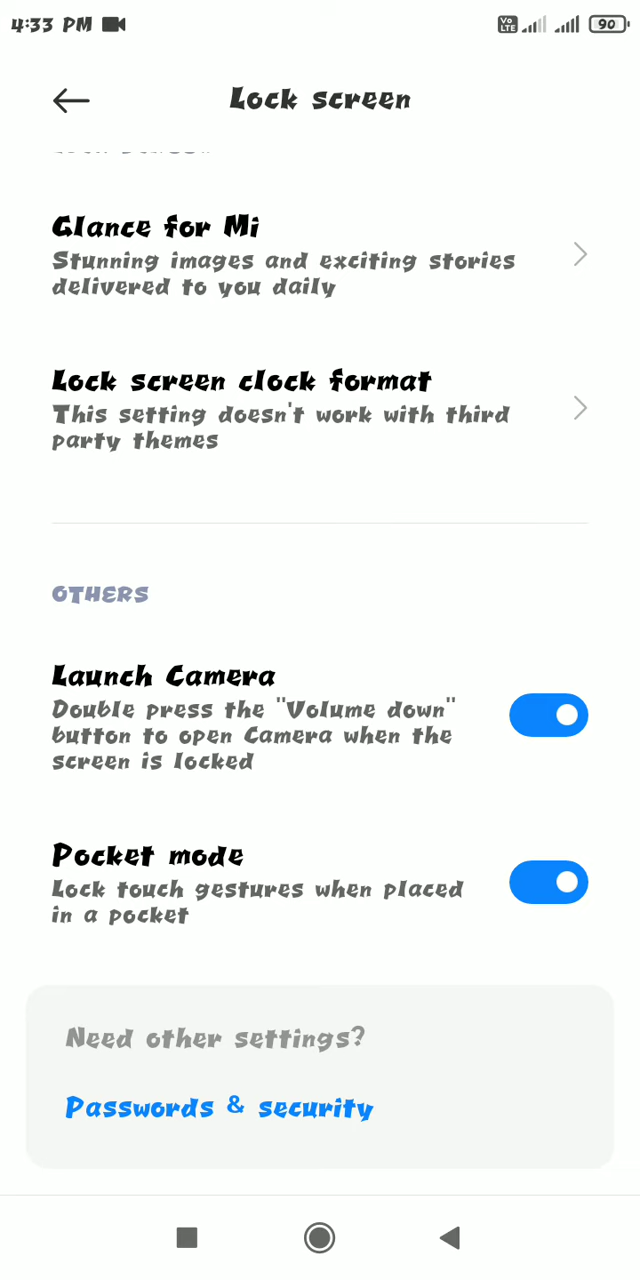 4:33 PM
Vo
LTE
90
Lock screen
Glance for Mi
Stunning images and exciting stories
delivered to you daily
Lock screen clock format
This setting doesn't work with third
party themes
OTHERS
Launch Camera
Double press the "Volume down"
button to open Camera when the
screen is locked
Pocket mode
Lock touch gestures when placed
in a pocket
Need other settings?
Passwords & security